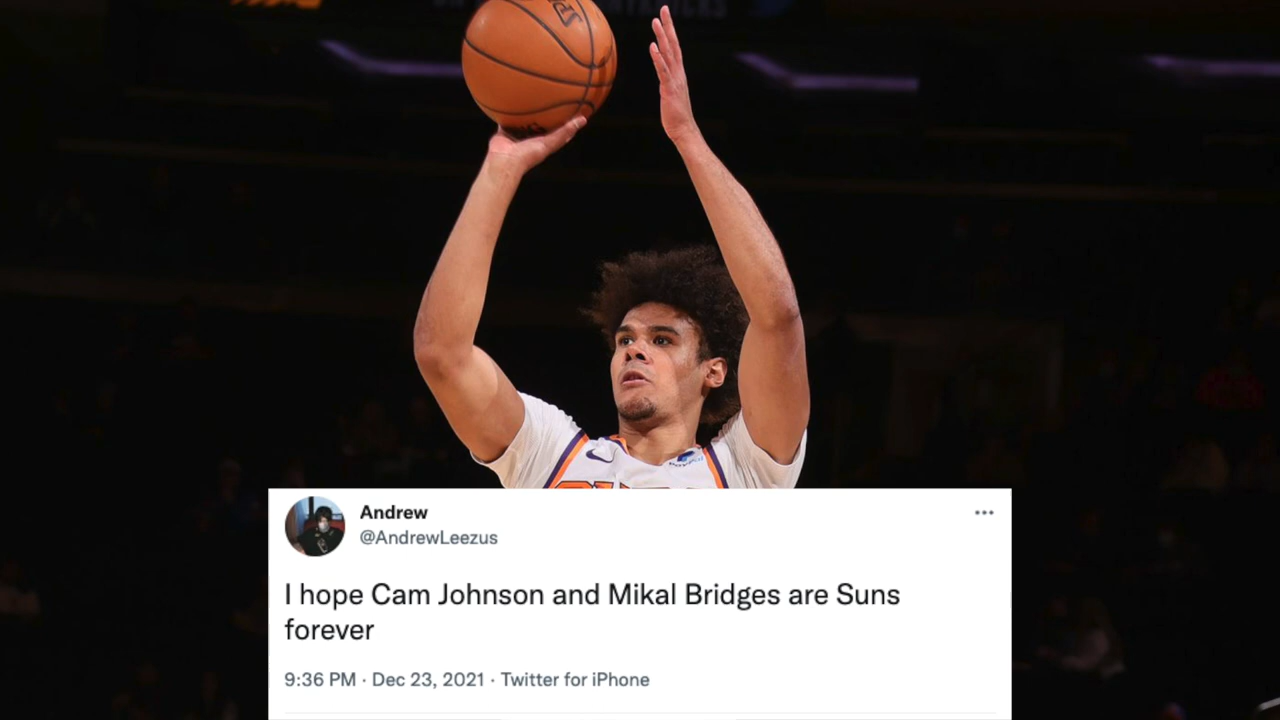 SPA
Andrew
@AndrewLeezus
I hope Cam Johnson and Mikal Bridges are Suns
forever
9:36 PM · Dec 23, 2021 · Twitter for iPhone